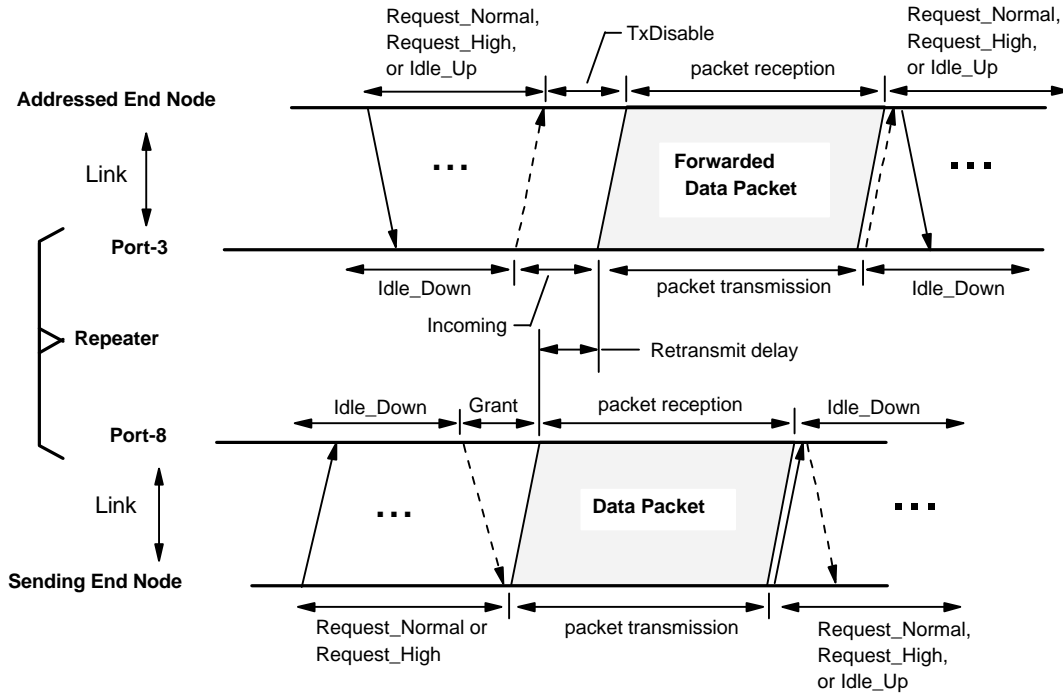 Request_Normal,
Request_High,
or Idle_Up
TxDisable
packet reception
Request_Normal,
Request_High,
or Idle_Up
Addressed End Node
Link
...
Forwarded
Data Packet
...
Port-3
Idle_Down
packet transmission
Idle_Down
Incoming
Repeater
Retransmit delay
Idle_Down
Grant
packet reception
Idle_Down
Port-8
Link
...
Data Packet
...
Sending End Node
Request_Normal or
Request_High
packet transmission
Request_Normal,
Request_High,
or Idle_Up